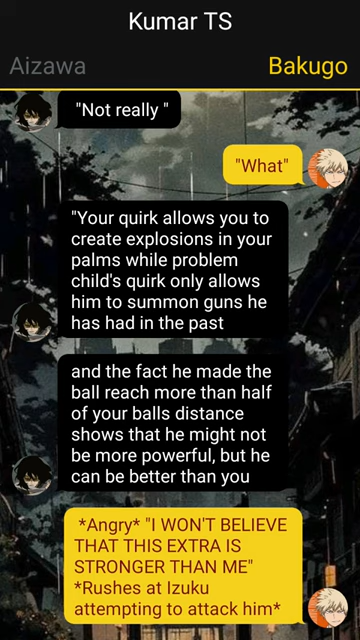 Kumar TS
Aizawa
Bakugo
"Not really "
"What"
"Your quirk allows you to
create explosions in your
palms while problem
child's quirk only allows
him to summon guns he
has had in the past
and the fact he made the
ball reach more than half
of your balls distance
shows that he might not
be more powerful, but he
can be better than you
*Angry* "I WON'T BELIEVE
THAT THIS EXTRA IS
STRONGER THAN ME"
*Rushes at Izuku
attempting to attack him*